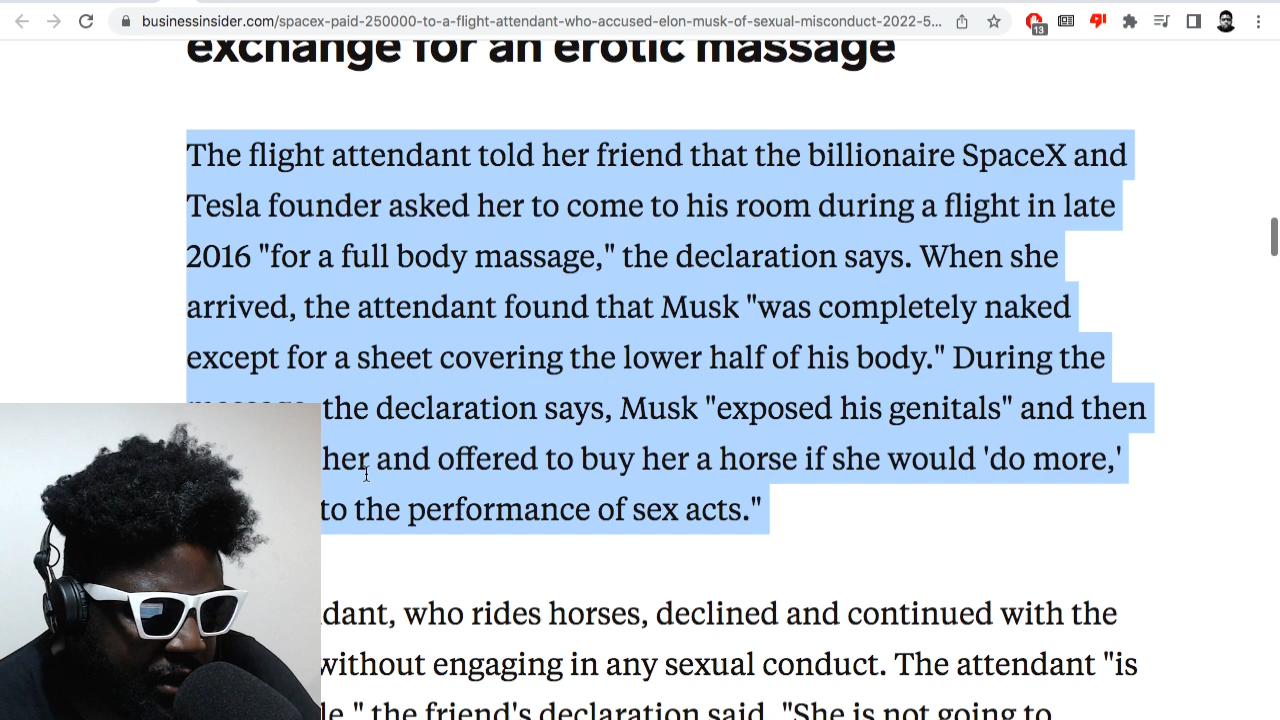 businessinsider.com/spacex-paid-250000-to-a-flight-attendant-who-accused-elon-musk-of-sexual-misconduct-2022-5...
13
exchange for an erotic massage
The flight attendant told her friend that the billionaire SpaceX and
Tesla founder asked her to come to his room during a flight in late
2016 "for a full body massage," the declaration says. When she
arrived, the attendant found that Musk "was completely naked
except for a sheet covering the lower half of his body." During the
the declaration says, Musk "exposed his genitals" and then
her and offered to buy her a horse if she would 'do more,'
to the performance of sex acts."
dant, who rides horses, declined and continued with the
without engaging in any sexual conduct. The attendant "is
le," the friend's declaration said. "She is not going to